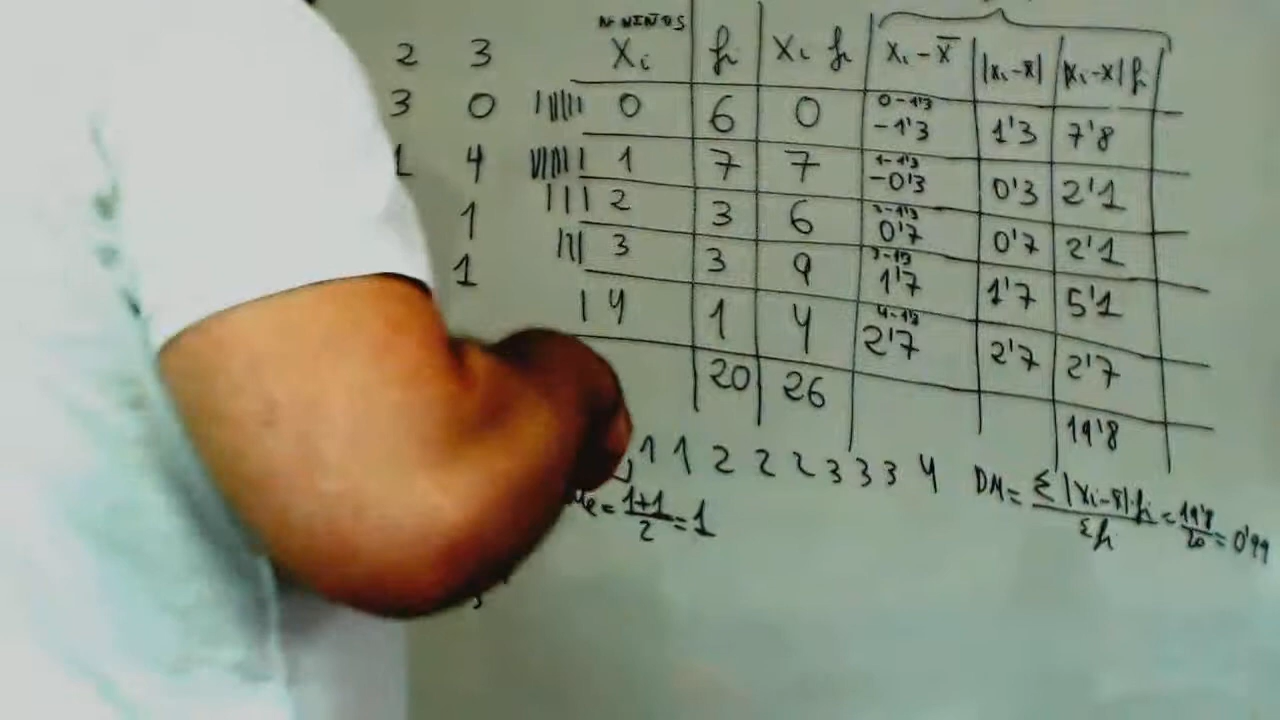 Nº NIÑOS
2 3 Xi fi Xi fi Xi - X̅ |Xi-X̅| |Xi-X| fi
3 0 0 6 0 0-1'3 -1'3 1'3 7'8
1 4 1 7 7 1-1'3 -0'3 0'3 2'1
1 2 3 6 2-1'3 0'7 0'7 2'1
1 3 3 9 3-1'3 1'7 1'7 5'1
4 1 4 4-1'3 2'7 2'7 2'7
20 26
19'8
1 1 2 2 2 3 3 3 4
= 1+1/2 = 1
DM = Σ|Xi-X̅|·fi / Σfi = 19'8/20 = 0'99